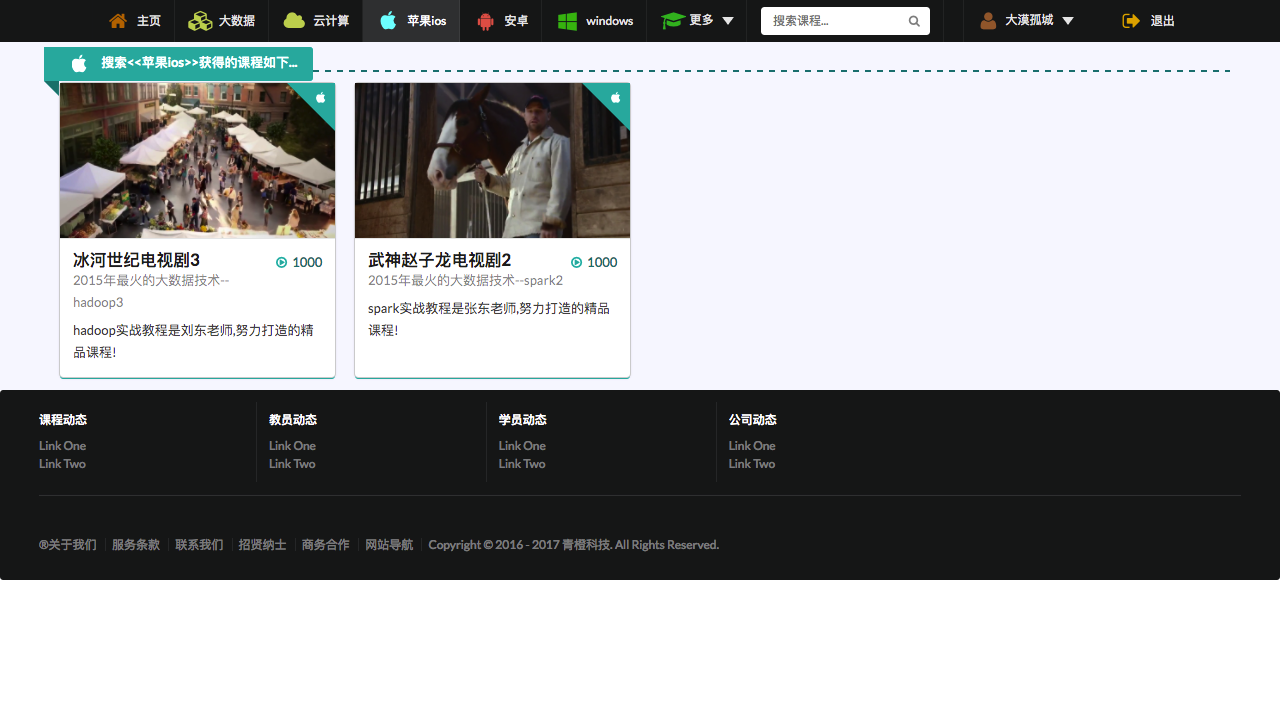 主页 大数据 云计算 苹果ios 安卓 windows 更多 搜索课程... 大漠孤城 退出
搜索<<苹果ios>>获得的课程如下...
冰河世纪电视剧3 1000
2015年最火的大数据技术--
hadoop3
hadoop实战教程是刘东老师,努力打造的精
品课程!
武神赵子龙电视剧2 1000
2015年最火的大数据技术--spark2
spark实战教程是张东老师,努力打造的精品
课程!
课程动态 教员动态 学员动态 公司动态
Link One Link One Link One Link One
Link Two Link Two Link Two Link Two
®关于我们 服务条款 联系我们 招贤纳士 商务合作 网站导航 Copyright © 2016 - 2017 青橙科技. All Rights Reserved.